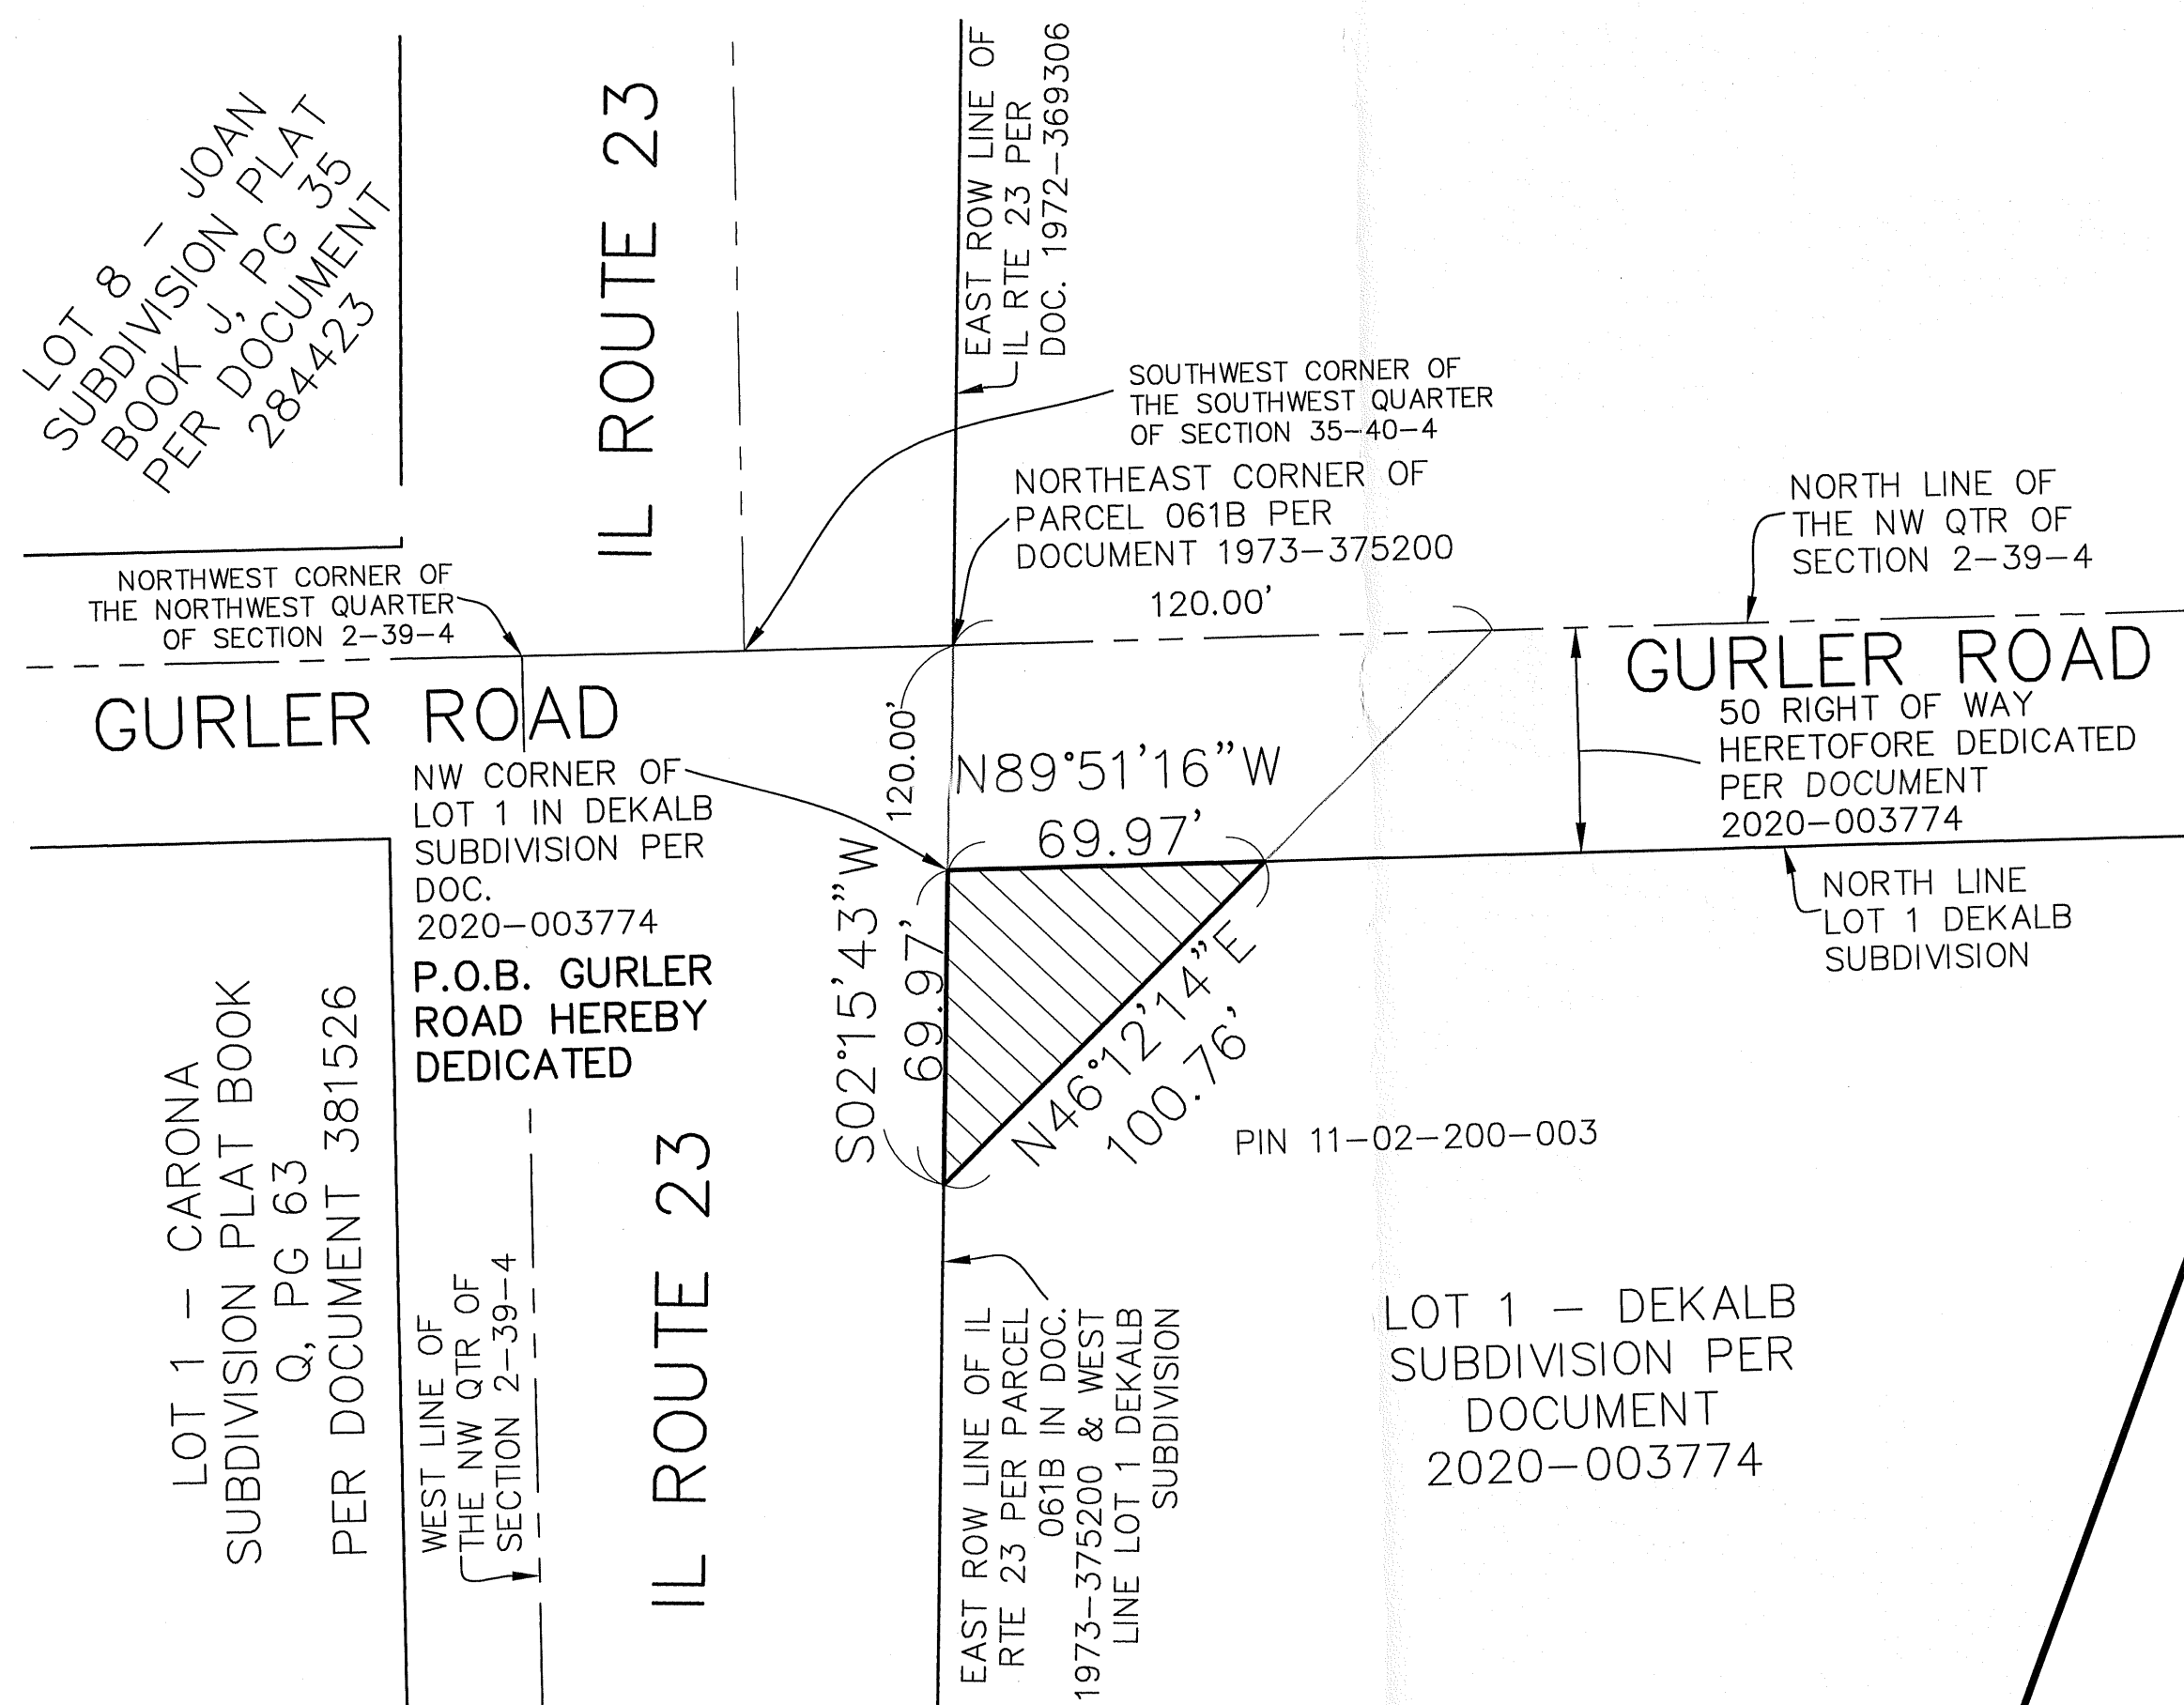 LOT 8 – JOAN
SUBDIVISION PLAT
BOOK J, PG 35
PER DOCUMENT
284423
IL ROUTE 23
EAST ROW LINE OF
IL RTE 23 PER
DOC. 1972–369306
SOUTHWEST CORNER OF
THE SOUTHWEST QUARTER
OF SECTION 35–40–4
NORTHEAST CORNER OF
PARCEL 061B PER
DOCUMENT 1973–375200
120.00'
NORTH LINE OF
THE NW QTR OF
SECTION 2–39–4
NORTHWEST CORNER OF
THE NORTHWEST QUARTER
OF SECTION 2–39–4
GURLER ROAD
GURLER ROAD
50 RIGHT OF WAY
HERETOFORE DEDICATED
PER DOCUMENT
2020–003774
NW CORNER OF
LOT 1 IN DEKALB
SUBDIVISION PER
DOC.
2020–003774
P.O.B. GURLER
ROAD HEREBY
DEDICATED
120.00'
N89°51'16"W
69.97'
S02°15'43"W
69.97'
N46°12'14"E
100.76'
NORTH LINE
LOT 1 DEKALB
SUBDIVISION
PIN 11–02–200–003
LOT 1 – CARONA
SUBDIVISION PLAT BOOK
Q, PG 63
PER DOCUMENT 381526
WEST LINE OF
THE NW QTR OF
SECTION 2–39–4
IL ROUTE 23
EAST ROW LINE OF IL
RTE 23 PER PARCEL
061B IN DOC.
1973–375200 & WEST
LINE LOT 1 DEKALB
SUBDIVISION
LOT 1 – DEKALB
SUBDIVISION PER
DOCUMENT
2020–003774